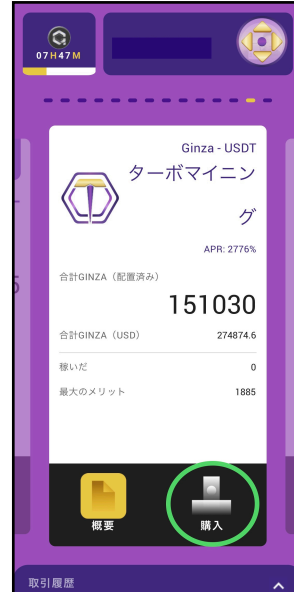 07H47M
Ginza - USDT
ターボマイニン
グ
APR: 2776%
合計GINZA（配置済み）
151030
合計GINZA（USD） 274874.6
稼いだ 0
最大のメリット 1885
概要 購入
取引履歴